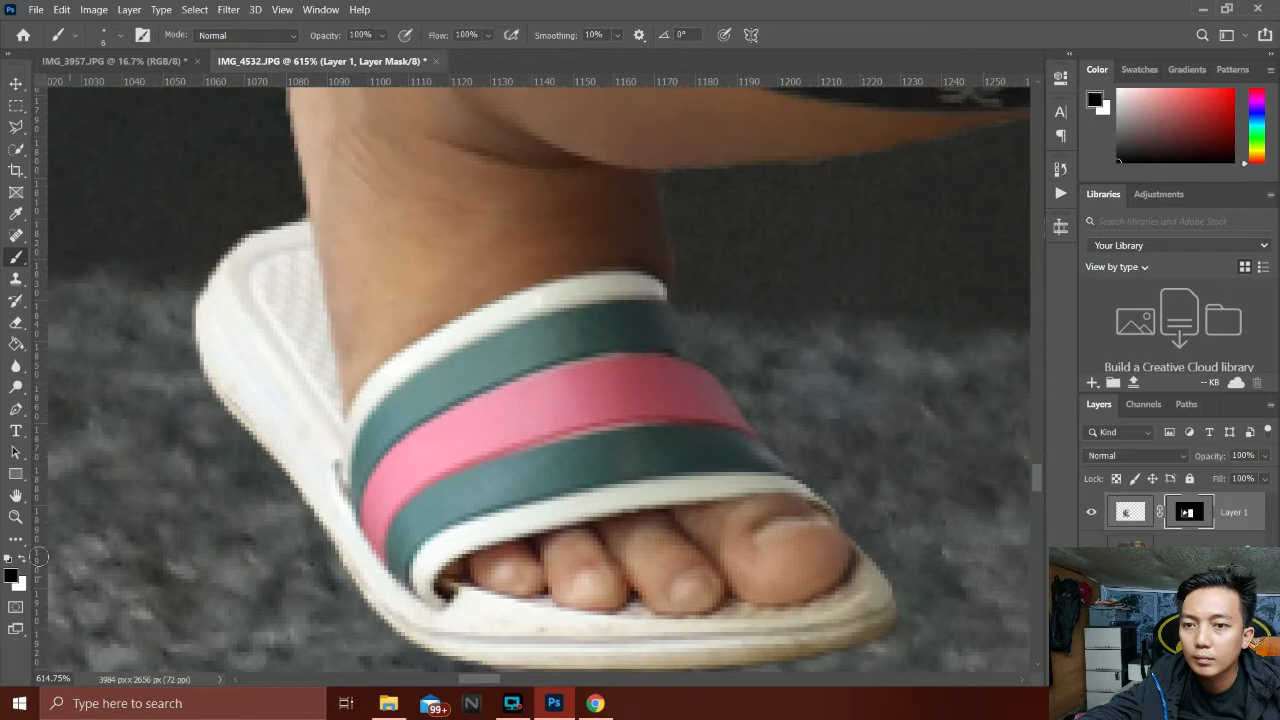 Ps File Edit Image Layer Type Select Filter 3D View Window Help
6 Mode: Normal Opacity: 100% Flow: 100% Smoothing: 10% 0°
IMG_3957.JPG @ 16.7% (RGB/8) * × IMG_4532.JPG @ 615% (Layer 1, Layer Mask/8) * ×
1030 1040 1050 1060 1070 1080 1090 1100 1110 1120 1130 1140 1150 1160 1170 1180 1190 1200 1210 1220 1230 1240 1250
Color Swatches Gradients Patterns
Libraries Adjustments
Search libraries and Adobe Stock
Your Library
View by type
Build a Creative Cloud library
-- KB
Layers Channels Paths
Kind
Normal Opacity: 100%
Lock: Fill: 100%
Layer 1
614.75% 3984 px x 2656 px (72 ppi)
Type here to search
99+
Ps